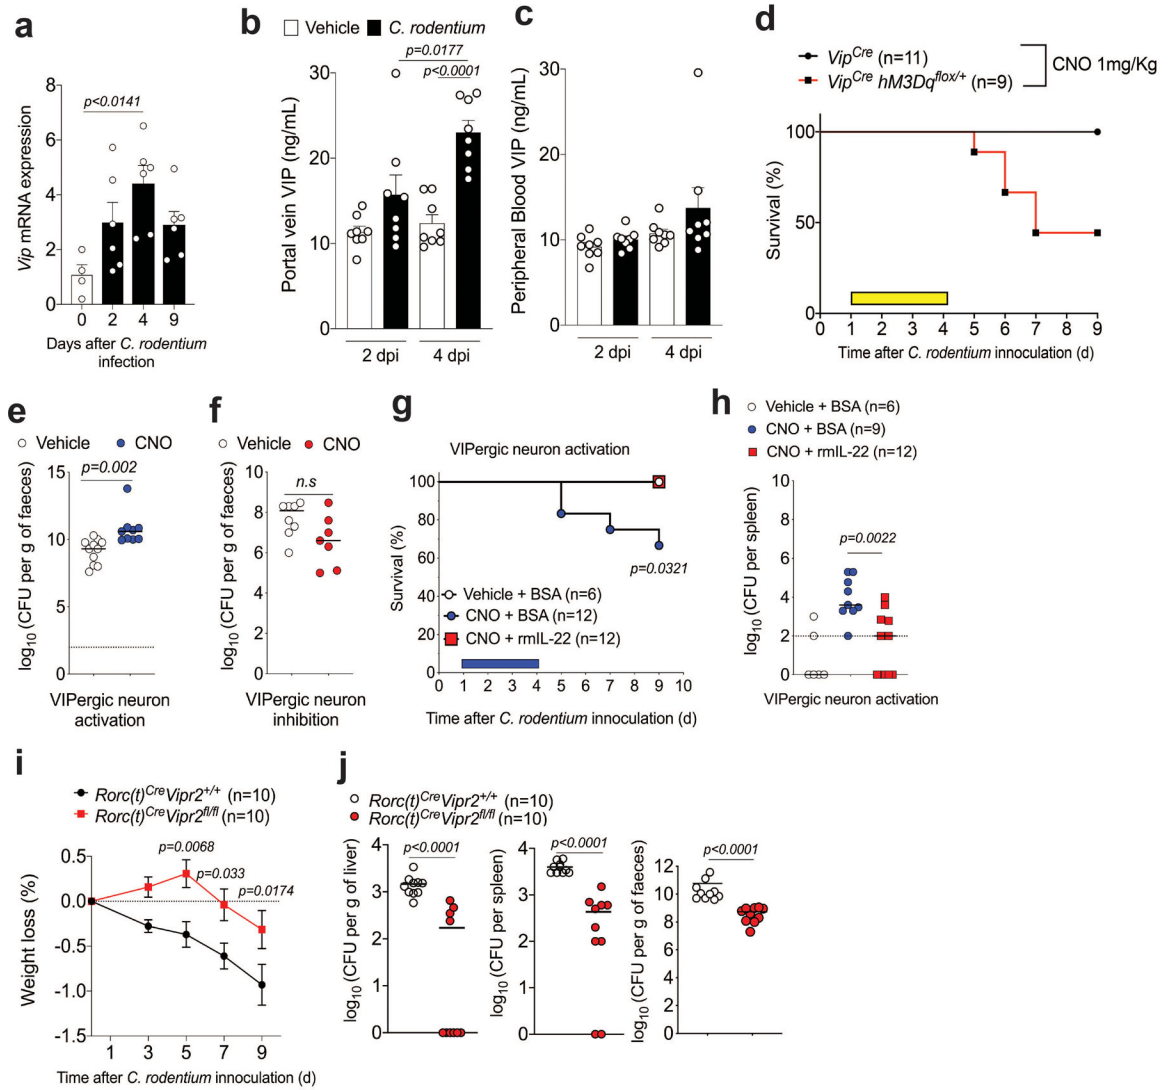 a
p<0.0141
Vip mRNA expression
8
6
4
2
0
0 2 4 9
Days after C. rodentium
infection
b
Vehicle C. rodentium
p=0.0177
p<0.0001
Portal vein VIP (ng/mL)
30
20
10
0
2 dpi 4 dpi
c
Peripheral Blood VIP (ng/mL)
30
20
10
0
2 dpi 4 dpi
d
VipCre (n=11)
VipCre hM3Dqflox/+ (n=9)
CNO 1mg/Kg
Survival (%)
100
50
0
0 1 2 3 4 5 6 7 8 9
Time after C. rodentium innoculation (d)
e
Vehicle CNO
p=0.002
log10 (CFU per g of faeces)
15
10
5
0
VIPergic neuron
activation
f
Vehicle CNO
n.s
log10 (CFU per g of faeces)
10
8
6
4
2
0
VIPergic neuron
inhibition
g
VIPergic neuron activation
Survival (%)
100
80
60
40
20
0
p=0.0321
Vehicle + BSA (n=6)
CNO + BSA (n=12)
CNO + rmIL-22 (n=12)
0 1 2 3 4 5 6 7 8 9 10
Time after C. rodentium innoculation (d)
h
Vehicle + BSA (n=6)
CNO + BSA (n=9)
CNO + rmIL-22 (n=12)
p=0.0022
log10 (CFU per spleen)
10
8
6
4
2
0
VIPergic neuron activation
i
Rorc(t)CreVipr2+/+ (n=10)
Rorc(t)CreVipr2fl/fl (n=10)
p=0.0068
p=0.033
p=0.0174
Weight loss (%)
0.5
0.0
-0.5
-1.0
-1.5
1 3 5 7 9
Time after C. rodentium innoculation (d)
j
Rorc(t)CreVipr2+/+ (n=10)
Rorc(t)CreVipr2fl/fl (n=10)
p<0.0001
log10 (CFU per g of liver)
4
3
2
1
0
p<0.0001
log10 (CFU per spleen)
4
3
2
1
0
p<0.0001
log10 (CFU per g of faeces)
12
10
8
6
4
2
0